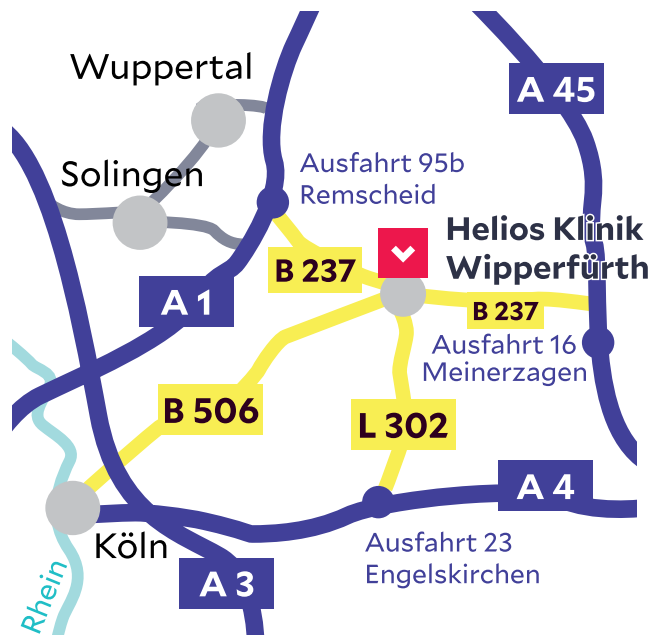 Wuppertal
A 45
Solingen
Ausfahrt 95b
Remscheid
Helios Klinik
Wipperfürth
B 237
A 1
B 237
Ausfahrt 16
Meinerzagen
B 506
L 302
A 4
Köln
Ausfahrt 23
Engelskirchen
A 3
Rhein